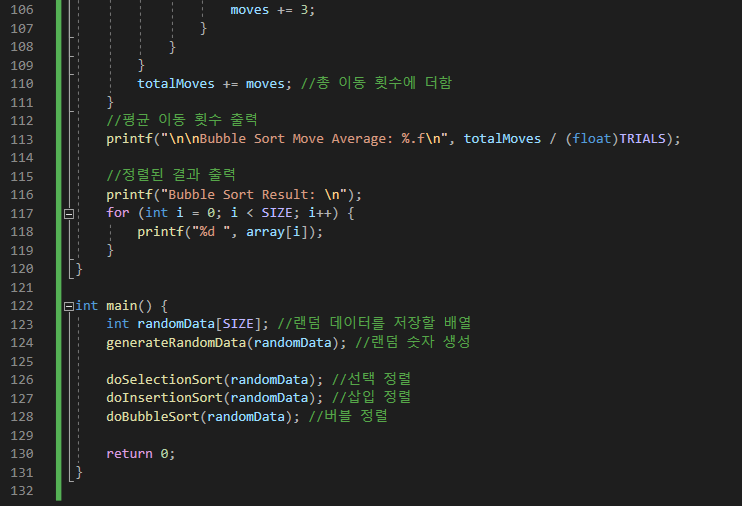 106 moves += 3;
107 }
108 }
109 }
110 totalMoves += moves; //총 이동 횟수에 더함
111 }
112 //평균 이동 횟수 출력
113 printf("\n\nBubble Sort Move Average: %.f\n", totalMoves / (float)TRIALS);
114
115 //정렬된 결과 출력
116 printf("Bubble Sort Result: \n");
117 for (int i = 0; i < SIZE; i++) {
118 printf("%d ", array[i]);
119 }
120 }
121
122 int main() {
123 int randomData[SIZE]; //랜덤 데이터를 저장할 배열
124 generateRandomData(randomData); //랜덤 숫자 생성
125
126 doSelectionSort(randomData); //선택 정렬
127 doInsertionSort(randomData); //삽입 정렬
128 doBubbleSort(randomData); //버블 정렬
129
130 return 0;
131 }
132